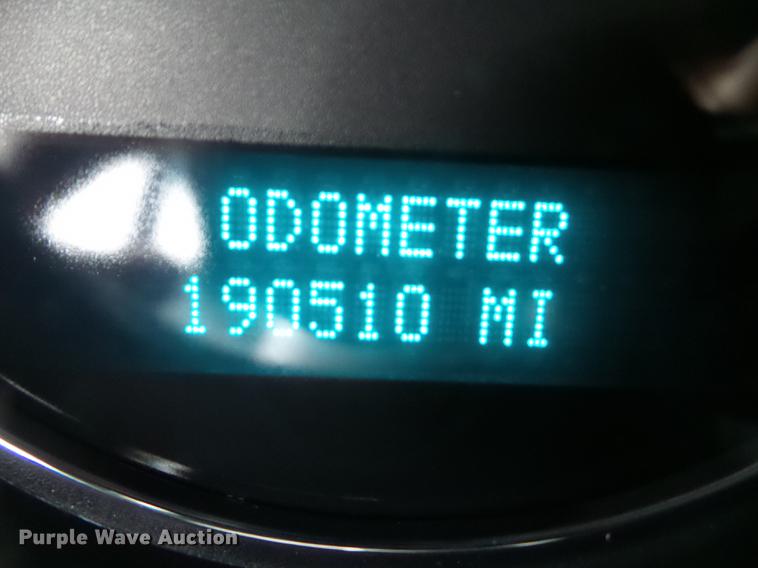 ODOMETER
190510 MI
Purple Wave Auction